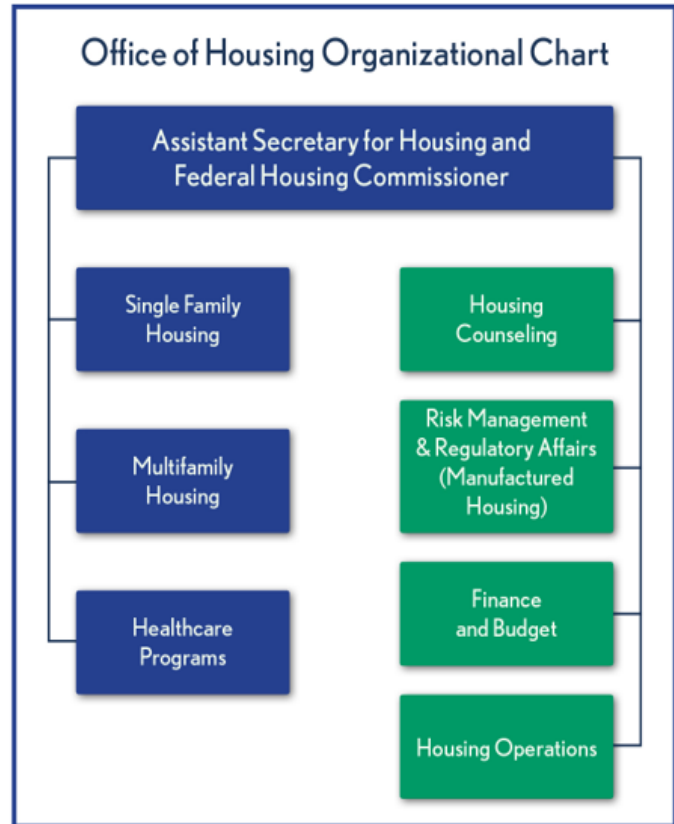 Office of Housing Organizational Chart
Assistant Secretary for Housing and
Federal Housing Commissioner
Single Family
Housing
Multifamily
Housing
Healthcare
Programs
Housing
Counseling
Risk Management
& Regulatory Affairs
(Manufactured
Housing)
Finance
and Budget
Housing Operations